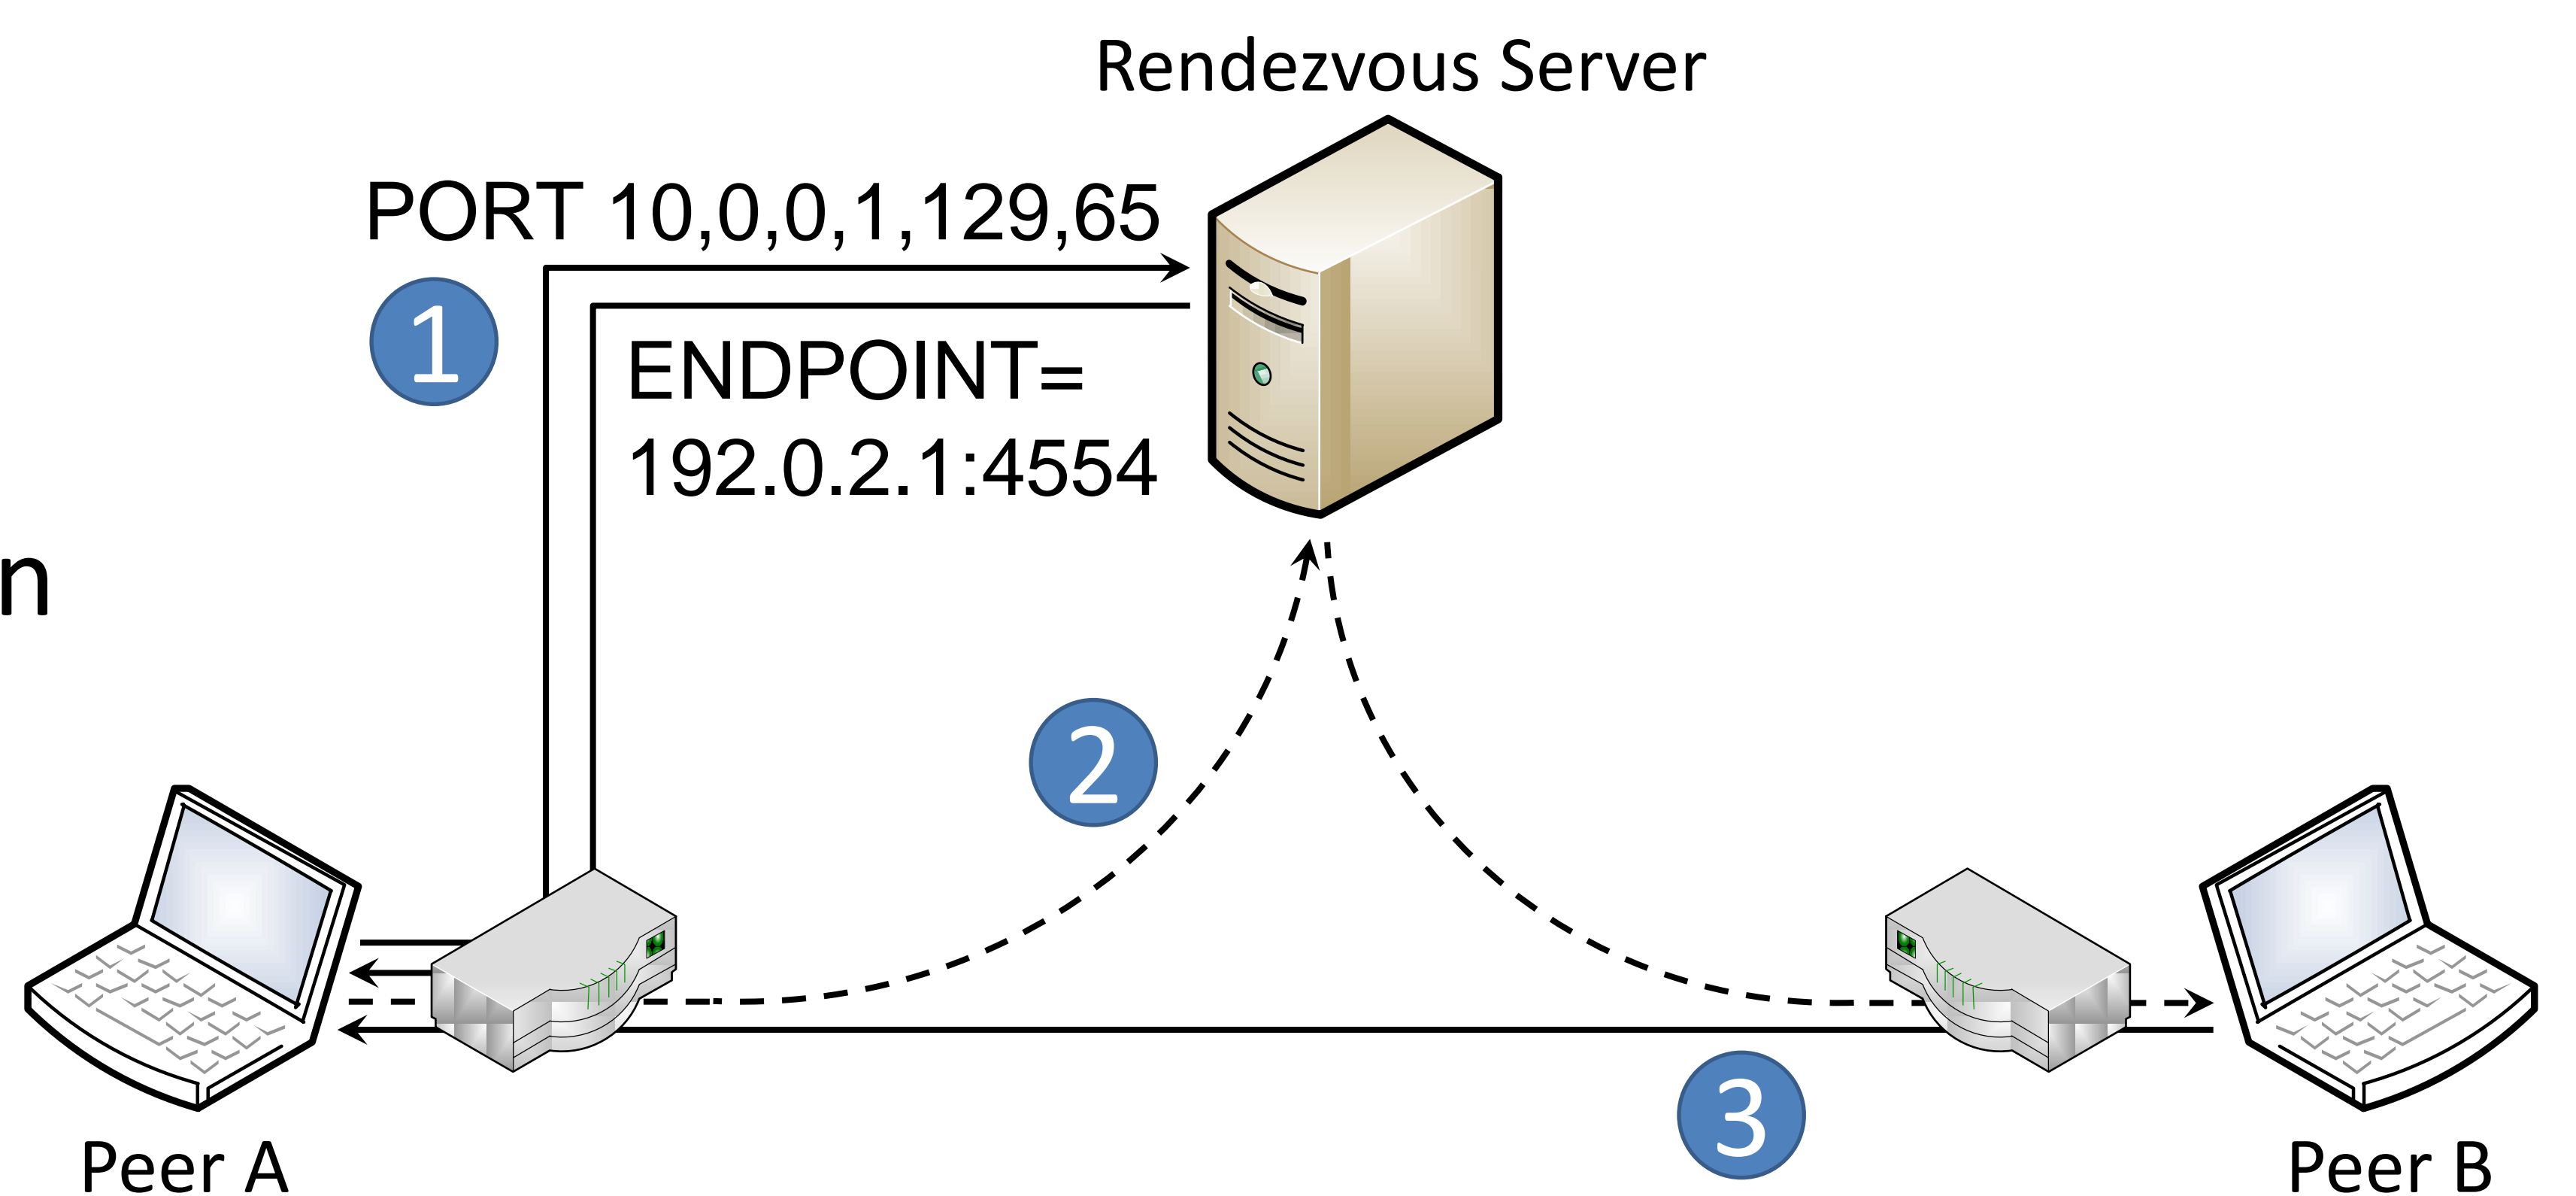 Rendezvous Server
PORT 10,0,0,1,129,65
1
ENDPOINT=
192.0.2.1:4554
n
2
3
Peer A
Peer B